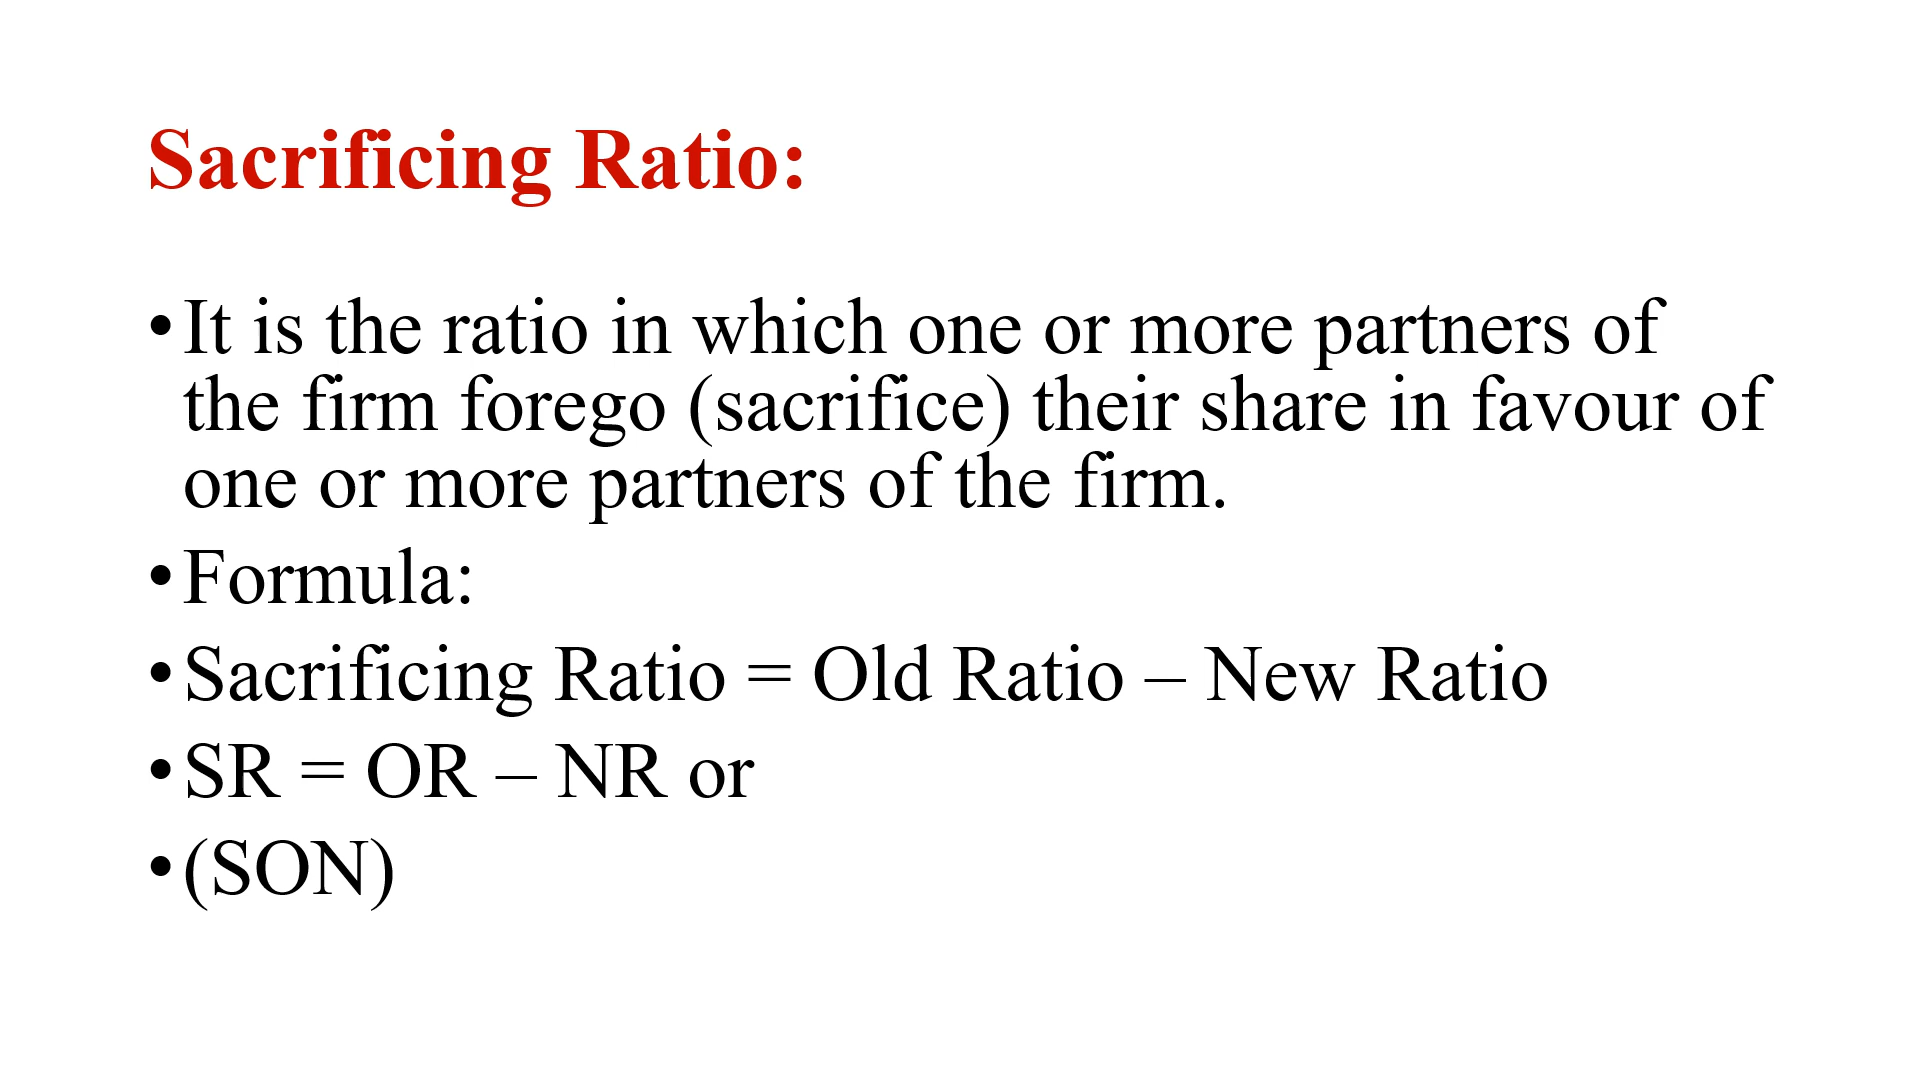 Sacrificing Ratio:
•It is the ratio in which one or more partners of
the firm forego (sacrifice) their share in favour of
one or more partners of the firm.
•Formula:
•Sacrificing Ratio = Old Ratio – New Ratio
•SR = OR – NR or
•(SON)